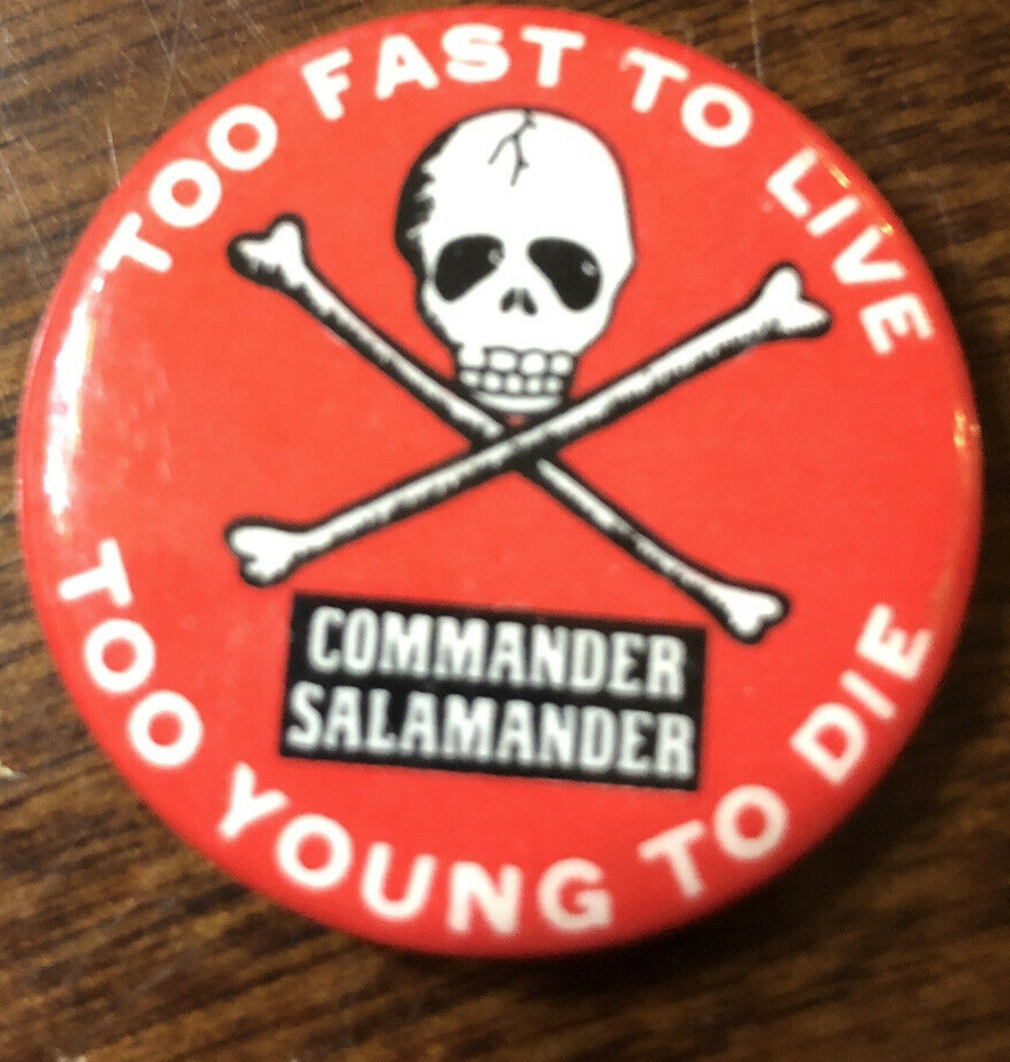 TOO FAST TO LIVE
COMMANDER
SALAMANDER
TOO YOUNG TO DIE